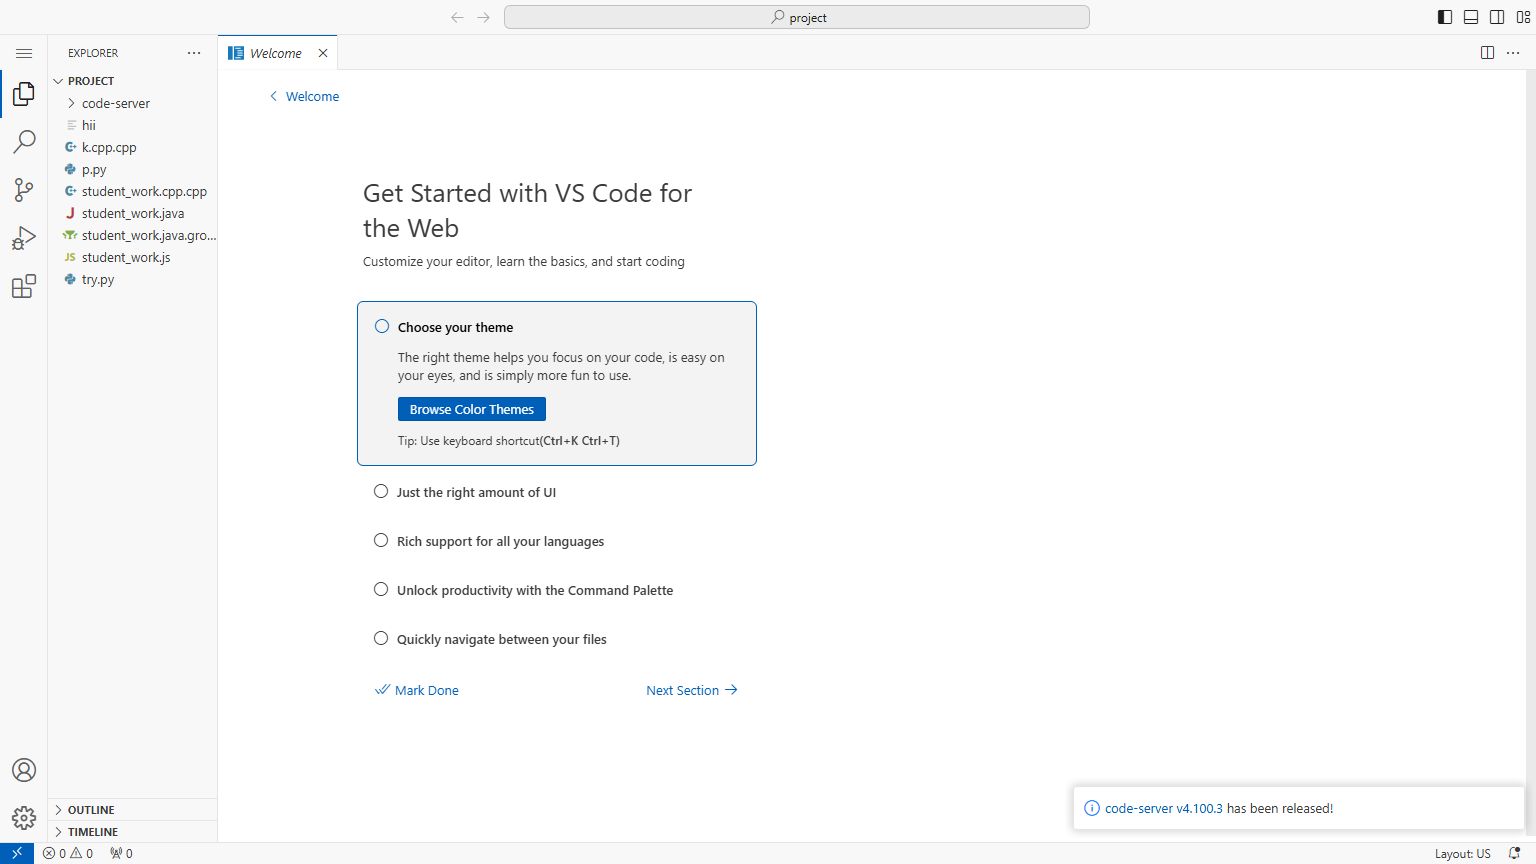 project
EXPLORER
Welcome
PROJECT
code-server
hii
k.cpp.cpp
p.py
student_work.cpp.cpp
student_work.java
student_work.java.gro...
student_work.js
try.py
OUTLINE
TIMELINE
Welcome
Get Started with VS Code for
the Web
Customize your editor, learn the basics, and start coding
Choose your theme
The right theme helps you focus on your code, is easy on
your eyes, and is simply more fun to use.
Browse Color Themes
Tip: Use keyboard shortcut(Ctrl+K Ctrl+T)
Just the right amount of UI
Rich support for all your languages
Unlock productivity with the Command Palette
Quickly navigate between your files
Mark Done
Next Section
code-server v4.100.3 has been released!
0 0 0
Layout: US